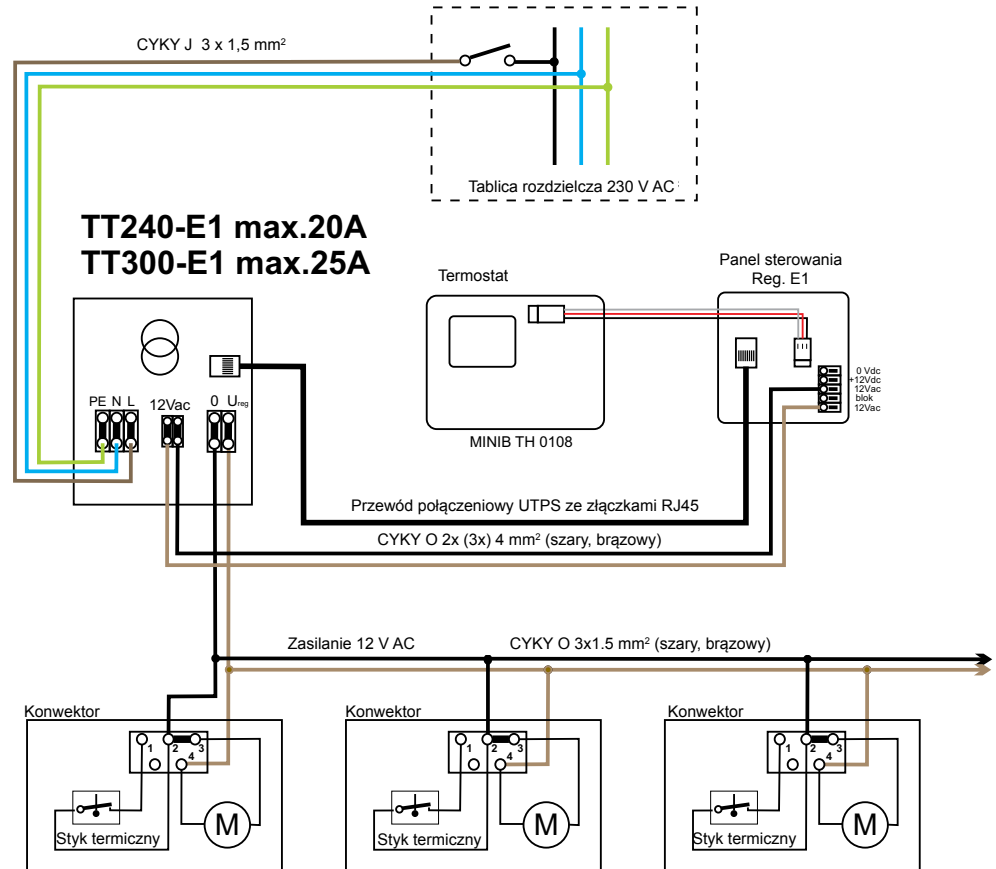 CYKY J 3 x 1,5 mm²
Tablica rozdzielcza 230 V AC
TT240-E1 max.20A
TT300-E1 max.25A
Termostat
Panel sterowania
Reg. E1
0 Vdc
+12Vdc
12Vac
blok
12Vac
PE N L
12Vac
0 Ureg
MINIB TH 0108
Przewód połączeniowy UTPS ze złączkami RJ45
CYKY O 2x (3x) 4 mm² (szary, brązowy)
Zasilanie 12 V AC
CYKY O 3x1.5 mm² (szary, brązowy)
Konwektor
1 2 3
4
Styk termiczny
M
Konwektor
1 2 3
4
Styk termiczny
M
Konwektor
1 2 3
4
Styk termiczny
M